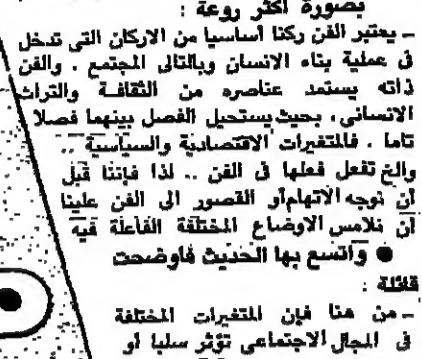 بصورة اكثر روعة :
ـ يعتبر الفن ركنا أساسيا من الاركان التى تدخل
فى عملية بناء الانسان وبالتالى المجتمع . والفن
ذاته يستمد عناصره من الثقافة والتراث
الانسانى ، بحيث يستحيل الفصل بينهما فصلا
تاما . فالمتغيرات الاقتصادية والسياسية ..
والخ تفعل فعلها فى الفن .. لذا فإننا قبل
أن نوجه الاتهام أو القصور الى الفن علينا
أن نلامس الاوضاع المختلفة الفاعلة فيه
● واتسع بها الحديث فاوضحت
قائلة :
ـ من هنا فإن المتغيرات المختلفة
فى المجال الاجتماعى تؤثر سلبا أو